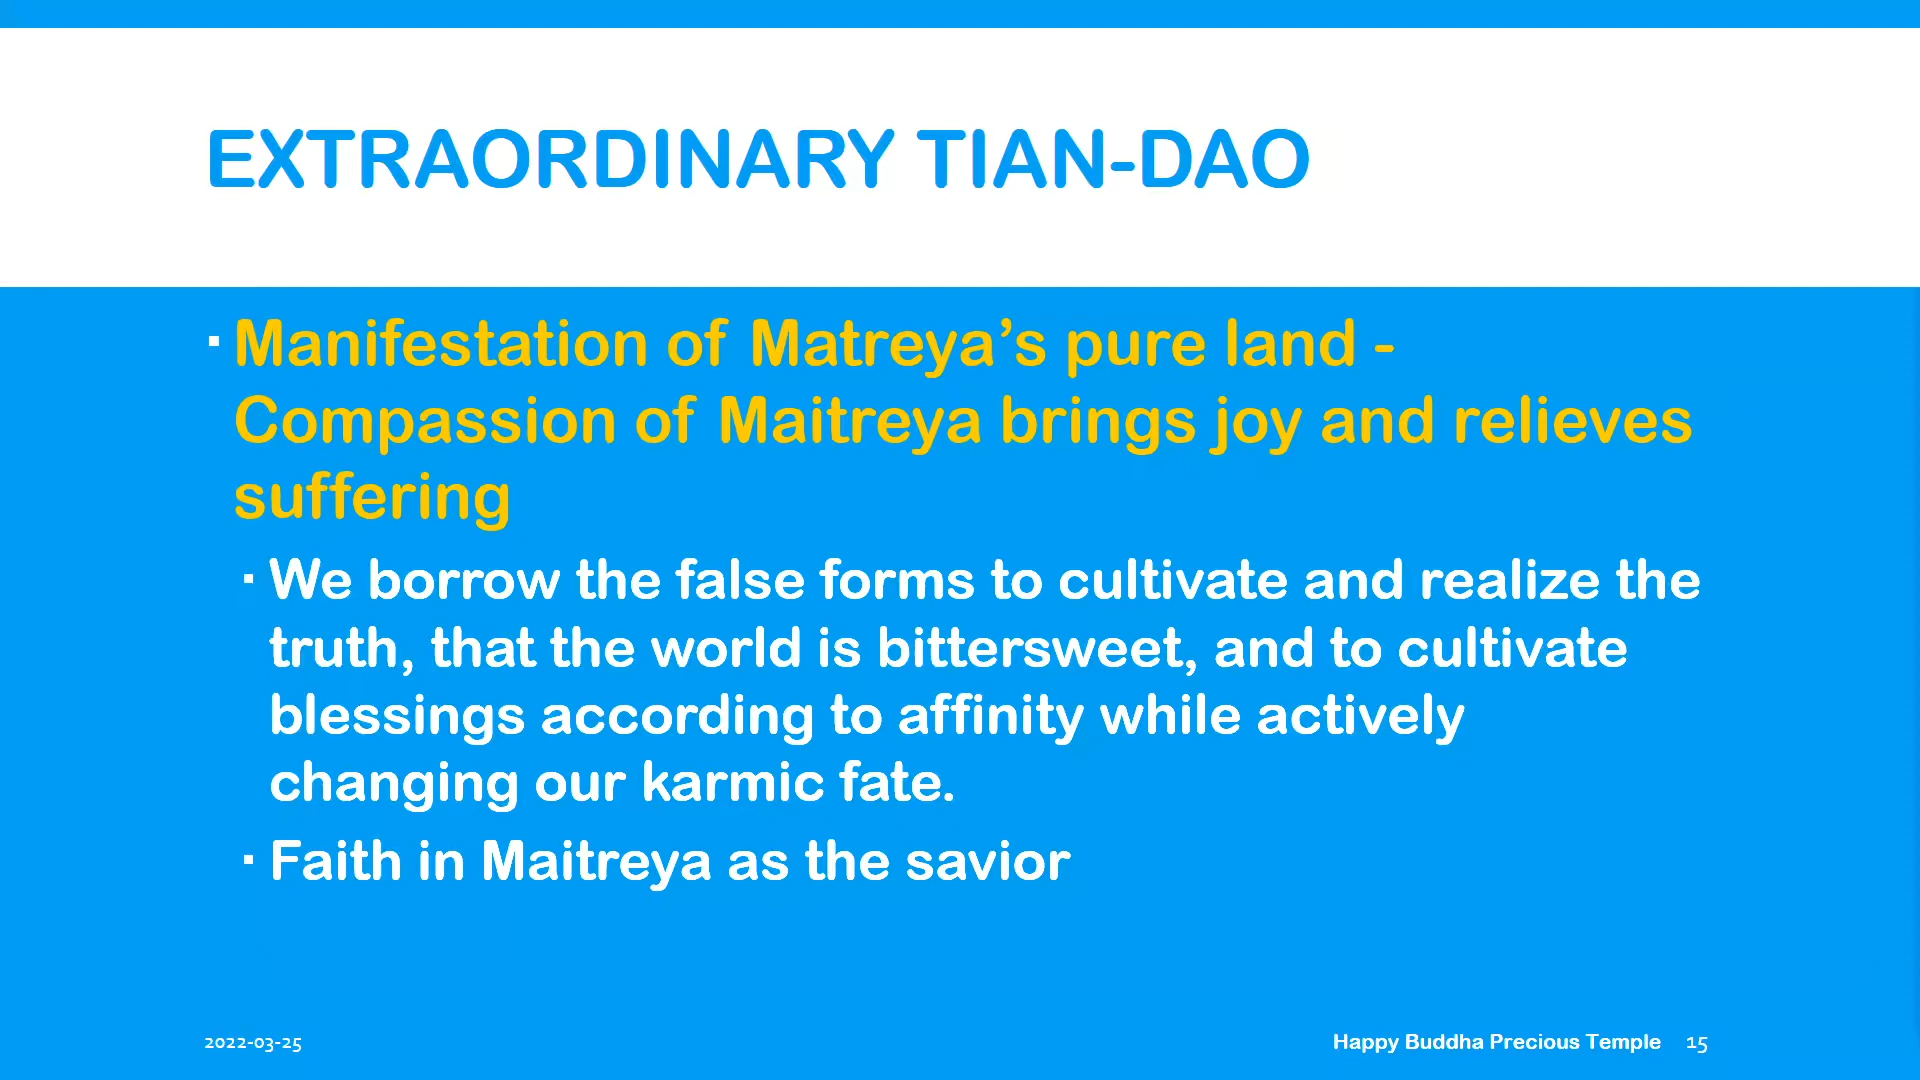 EXTRAORDINARY TIAN-DAO
▪ Manifestation of Matreya’s pure land -
Compassion of Maitreya brings joy and relieves
suffering
▪ We borrow the false forms to cultivate and realize the
truth, that the world is bittersweet, and to cultivate
blessings according to affinity while actively
changing our karmic fate.
▪ Faith in Maitreya as the savior
2022-03-25
Happy Buddha Precious Temple 15